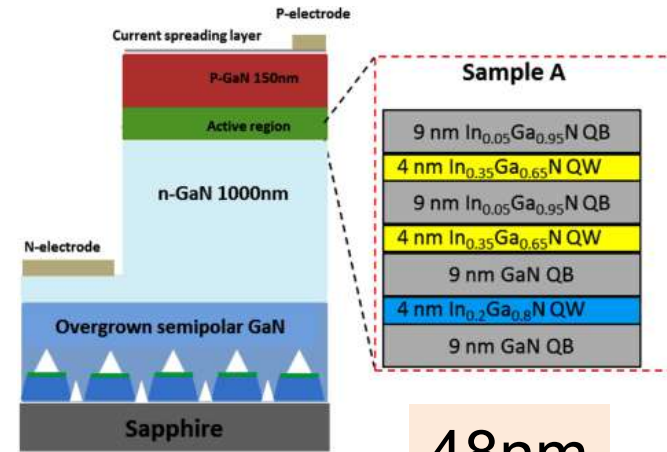 P-electrode
Current spreading layer
P-GaN 150nm
Active region
n-GaN 1000nm
N-electrode
Overgrown semipolar GaN
Sapphire
Sample A
9 nm In₀.₀₅Ga₀.₉₅N QB
4 nm In₀.₃₅Ga₀.₆₅N QW
9 nm In₀.₀₅Ga₀.₉₅N QB
4 nm In₀.₃₅Ga₀.₆₅N QW
9 nm GaN QB
4 nm In₀.₂Ga₀.₈N QW
9 nm GaN QB
48nm